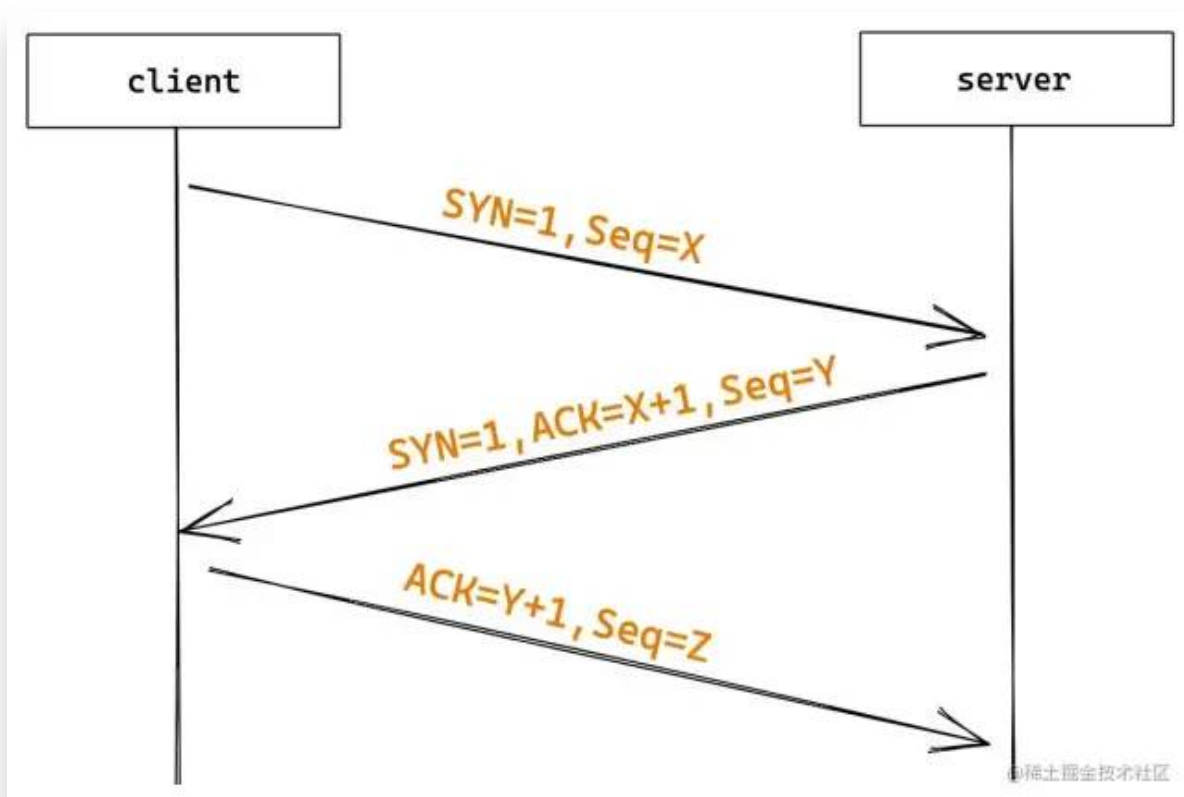 client
server
SYN=1,Seq=X
SYN=1,ACK=X+1,Seq=Y
ACK=Y+1,Seq=Z
@稀土掘金技术社区